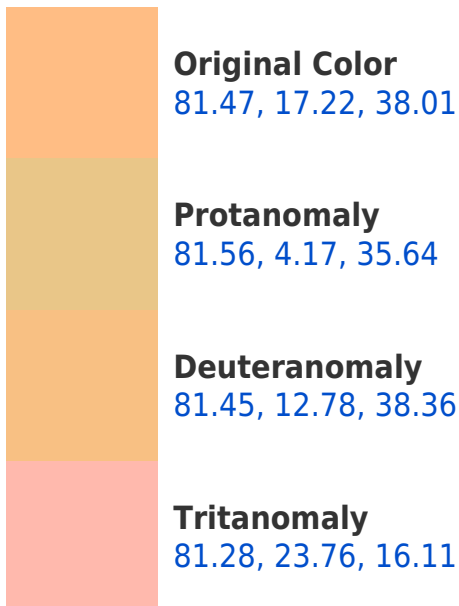 Original Color
81.47, 17.22, 38.01
Protanomaly
81.56, 4.17, 35.64
Deuteranomaly
81.45, 12.78, 38.36
Tritanomaly
81.28, 23.76, 16.11